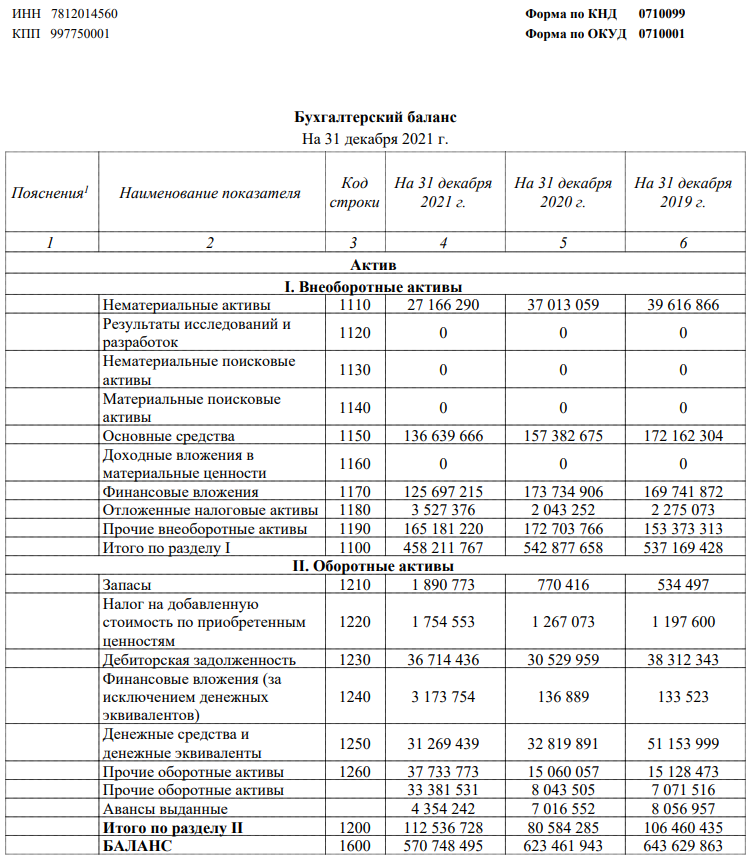 ИНН 7812014560 Форма по КНД 0710099
КПП 997750001 Форма по ОКУД 0710001
Бухгалтерский баланс
На 31 декабря 2021 г.
Пояснения1 Наименование показателя Код строки На 31 декабря 2021 г. На 31 декабря 2020 г. На 31 декабря 2019 г.
1 2 3 4 5 6
Актив
I. Внеоборотные активы
Нематериальные активы 1110 27 166 290 37 013 059 39 616 866
Результаты исследований и разработок 1120 0 0 0
Нематериальные поисковые активы 1130 0 0 0
Материальные поисковые активы 1140 0 0 0
Основные средства 1150 136 639 666 157 382 675 172 162 304
Доходные вложения в материальные ценности 1160 0 0 0
Финансовые вложения 1170 125 697 215 173 734 906 169 741 872
Отложенные налоговые активы 1180 3 527 376 2 043 252 2 275 073
Прочие внеоборотные активы 1190 165 181 220 172 703 766 153 373 313
Итого по разделу I 1100 458 211 767 542 877 658 537 169 428
II. Оборотные активы
Запасы 1210 1 890 773 770 416 534 497
Налог на добавленную стоимость по приобретенным ценностям 1220 1 754 553 1 267 073 1 197 600
Дебиторская задолженность 1230 36 714 436 30 529 959 38 312 343
Финансовые вложения (за исключением денежных эквивалентов) 1240 3 173 754 136 889 133 523
Денежные средства и денежные эквиваленты 1250 31 269 439 32 819 891 51 153 999
Прочие оборотные активы 1260 37 733 773 15 060 057 15 128 473
Прочие оборотные активы 33 381 531 8 043 505 7 071 516
Авансы выданные 4 354 242 7 016 552 8 056 957
Итого по разделу II 1200 112 536 728 80 584 285 106 460 435
БАЛАНС 1600 570 748 495 623 461 943 643 629 863